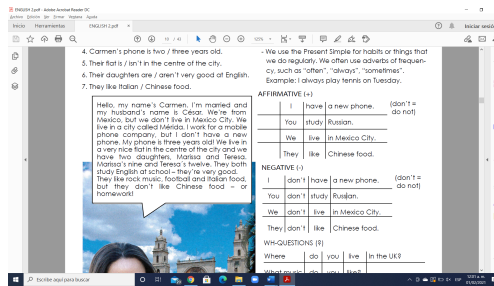 ENGLISH 2.pdf - Adobe Acrobat Reader DC
Archivo Edición Ver Firmar Ventana Ayuda
Inicio Herramientas ENGLISH 2.pdf × Iniciar sesió
4. Carmen's phone is two / three years old.
5. Their flat is / isn't in the centre of the city.
6. Their daughters are / aren't very good at English.
7. They like Italian / Chinese food.
Hello, my name's Carmen. I'm married and
my husband's name is César. We're from
Mexico, but we don't live in Mexico City. We
live in a city called Mérida. I work for a mobile
phone company, but I don't have a new
phone. My phone is three years old! We live in
a very nice flat in the centre of the city and we
have two daughters, Marissa and Teresa.
Marissa's nine and Teresa's twelve. They both
study English at school – they're very good.
They like rock music, football and Italian food,
but they don't like Chinese food – or
homework!
- We use the Present Simple for habits or things that
we do regularly. We often use adverbs of frequen-
cy, such as "often", "always", "sometimes".
Example: I always play tennis on Tuesday.
AFFIRMATIVE (+)
I have a new phone. (don't =
do not)
You study Russian.
We live in Mexico City.
They like Chinese food.
NEGATIVE (-)
I don't have a new phone. (don't =
do not)
You don't study Russian.
We don't live in Mexico City.
They don't like Chinese food.
WH-QUESTIONS (?)
Where do you live in the UK?
What music do you like?
Escribe aquí para buscar
ESP
12:01 a. m.
01/02/2021